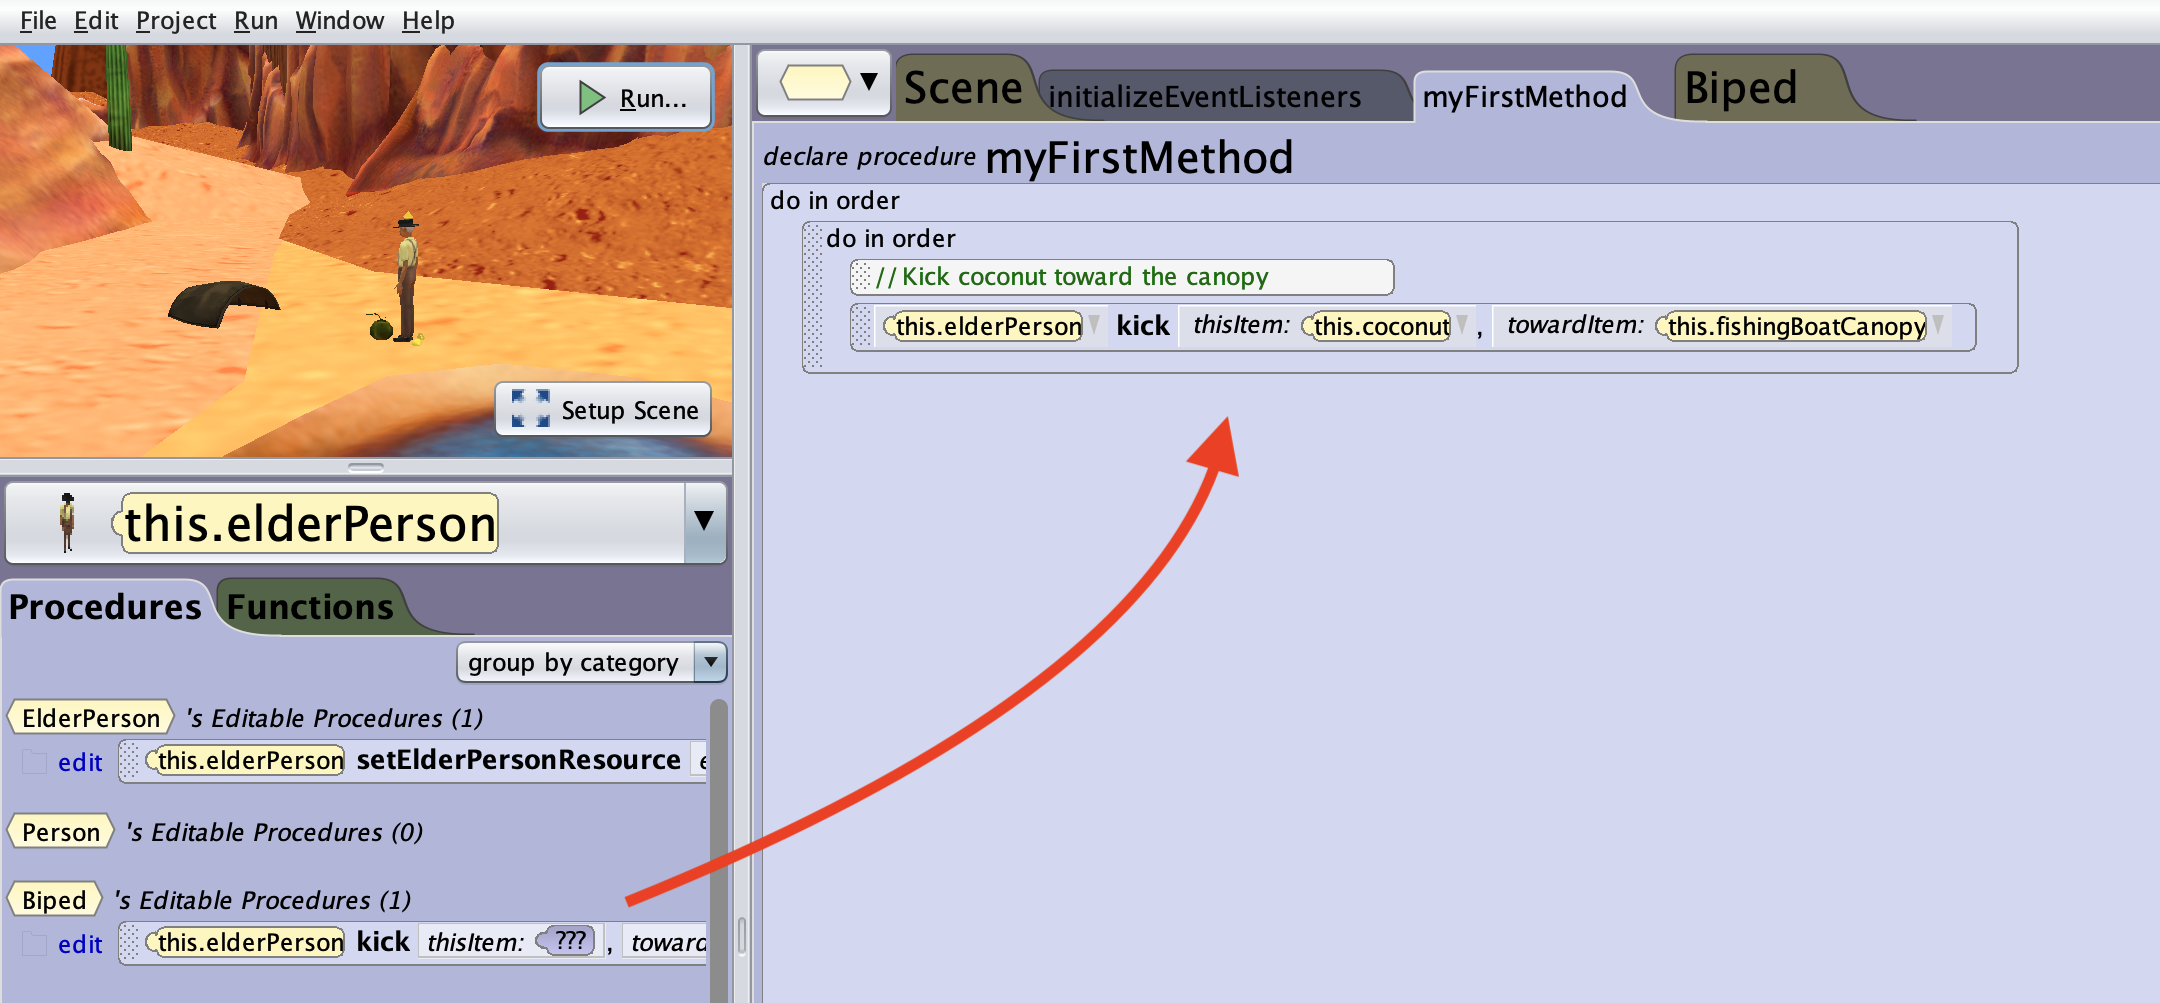 File Edit Project Run Window Help
Run...
Setup Scene
this.elderPerson
Procedures Functions
group by category
ElderPerson 's Editable Procedures (1)
edit this.elderPerson setElderPersonResource e
Person 's Editable Procedures (0)
Biped 's Editable Procedures (1)
edit this.elderPerson kick thisItem: ???, toward
Scene initializeEventListeners myFirstMethod Biped
declare procedure myFirstMethod
do in order
do in order
// Kick coconut toward the canopy
this.elderPerson kick thisItem: this.coconut, towardItem: this.fishingBoatCanopy